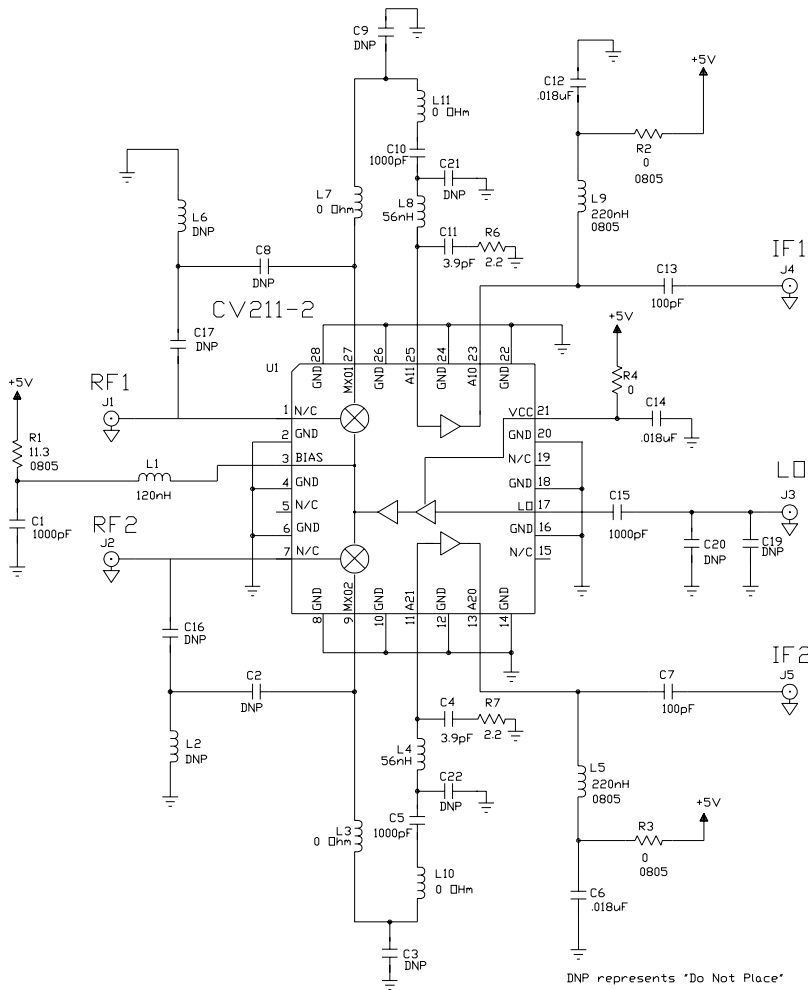 C9
DNP
C12
.018uF
+5V
R2
0
0805
L11
0 OHm
C10
1000pF
C21
DNP
L7
0 Ohm
L8
56nH
L9
220nH
0805
L6
DNP
C8
DNP
C11
3.9pF
R6
2.2
IF1
J4
C13
100pF
CV211-2
C17
DNP
+5V
R4
0
U1
GND 28
MXO1 27
GND 26
A11 25
GND 24
A1O 23
GND 22
+5V
RF1
J1
R1
11.3
0805
1 N/C
2 GND
3 BIAS
4 GND
5 N/C
6 GND
7 N/C
VCC 21
GND 20
N/C 19
GND 18
LO 17
GND 16
N/C 15
C14
.018uF
L1
120nH
LO
J3
C15
1000pF
C1
1000pF
RF2
J2
C20
DNP
C19
DNP
8 GND
9 MXO2
10 GND
11 A21
12 GND
13 A2O
14 GND
C16
DNP
C2
DNP
IF2
J5
C7
100pF
C4
3.9pF
R7
2.2
L2
DNP
L4
56nH
C22
DNP
L5
220nH
0805
C5
1000pF
+5V
L3
0 Ohm
R3
0
0805
L10
0 OHm
C6
.018uF
C3
DNP
DNP represents "Do Not Place"